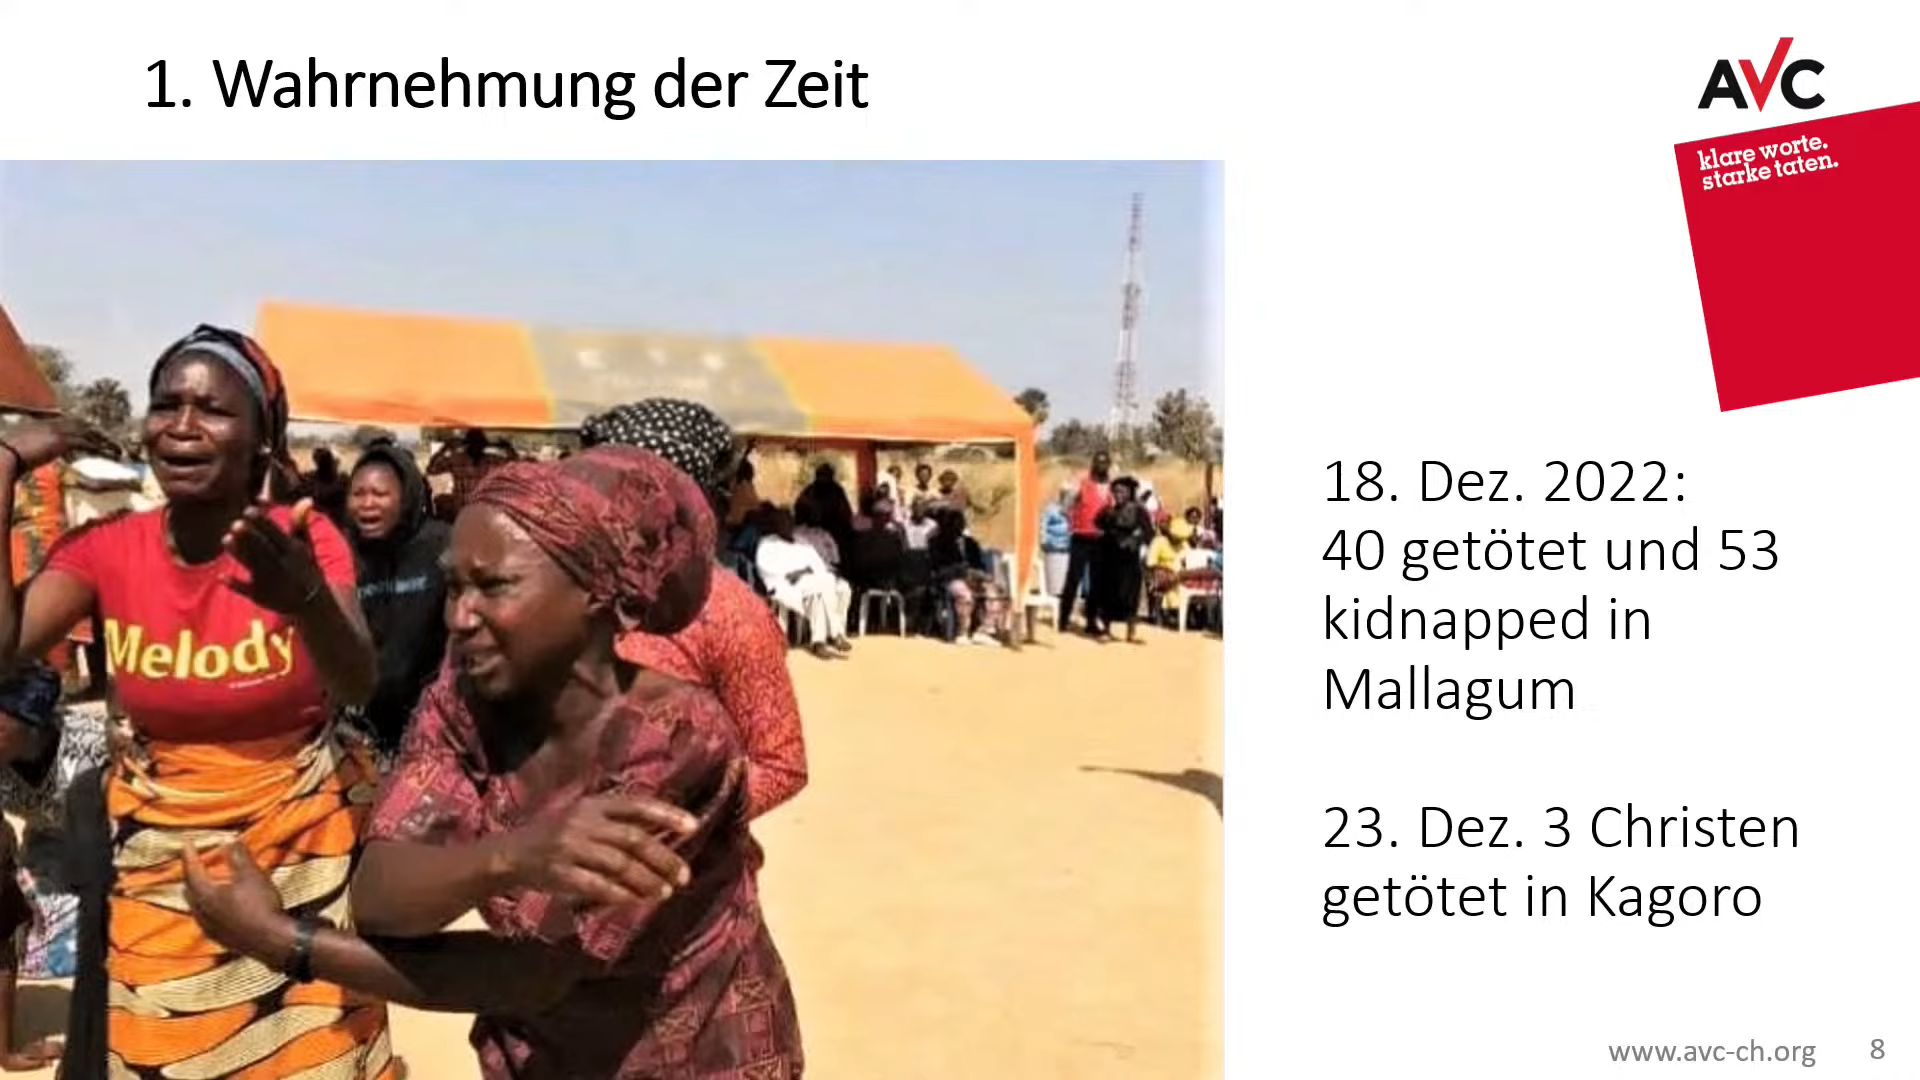 1. Wahrnehmung der Zeit
AVC
klare worte.
starke taten.
Melody
18. Dez. 2022:
40 getötet und 53
kidnapped in
Mallagum
23. Dez. 3 Christen
getötet in Kagoro
www.avc-ch.org
8